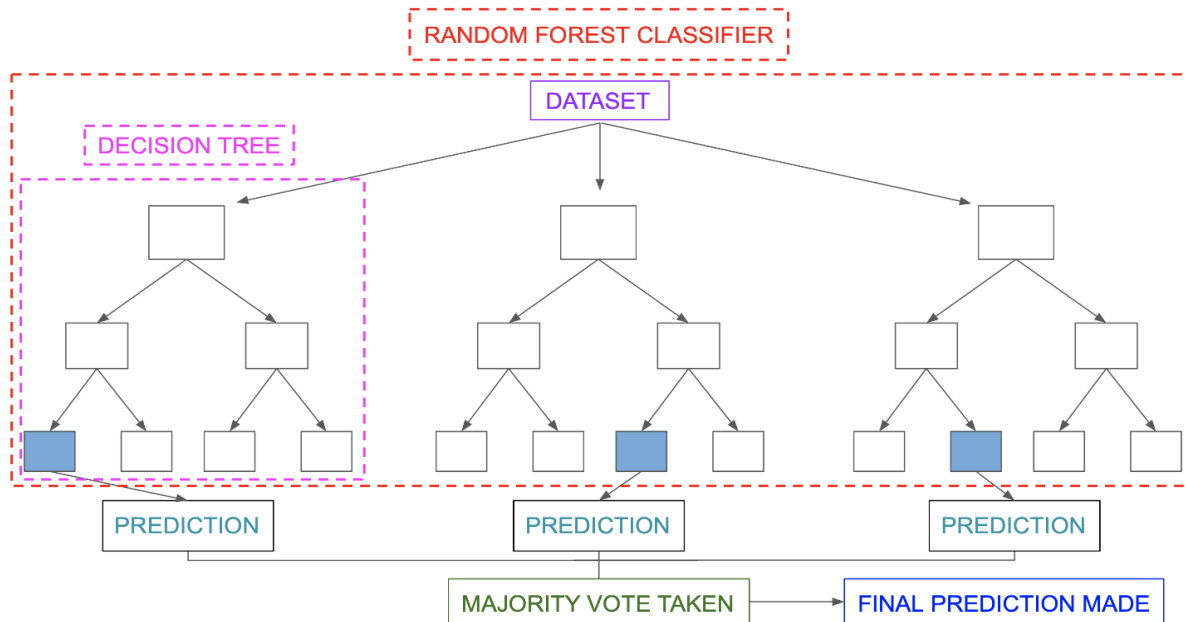 RANDOM FOREST CLASSIFIER
DATASET
DECISION TREE
PREDICTION
PREDICTION
PREDICTION
MAJORITY VOTE TAKEN
FINAL PREDICTION MADE